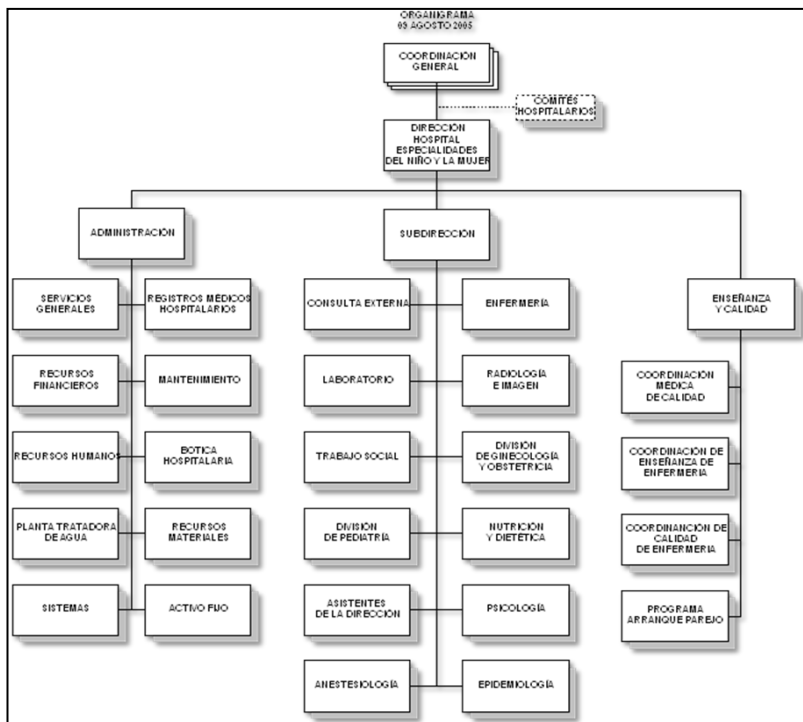 ORGANIGRAMA
09 AGOSTO 2005
COORDINACIÓN
GENERAL
COMITÉS
HOSPITALARIOS
DIRECCIÓN
HOSPITAL
ESPECIALIDADES
DEL NIÑO Y LA MUJER
ADMINISTRACIÓN
SUBDIRECCIÓN
SERVICIOS
GENERALES
REGISTROS MÉDICOS
HOSPITALARIOS
CONSULTA EXTERNA
ENFERMERÍA
ENSEÑANZA
Y CALIDAD
RECURSOS
FINANCIEROS
MANTENIMIENTO
LABORATORIO
RADIOLOGÍA
E IMAGEN
COORDINACIÓN
MÉDICA
DE CALIDAD
RECURSOS HUMANOS
BOTICA
HOSPITALARIA
TRABAJO SOCIAL
DIVISIÓN
DE GINECOLOGÍA
Y OBSTETRICIA
COORDINACIÓN DE
ENSEÑANZA DE
ENFERMERÍA
PLANTA TRATADORA
DE AGUA
RECURSOS
MATERIALES
DIVISIÓN
DE PEDIATRÍA
NUTRICIÓN
Y DIETÉTICA
COORDINANCIÓN DE
CALIDAD
DE ENFERMERÍA
SISTEMAS
ACTIVO FIJO
ASISTENTES
DE LA DIRECCIÓN
PSICOLOGÍA
PROGRAMA
ARRANQUE PAREJO
ANESTESIOLOGÍA
EPIDEMIOLOGÍA